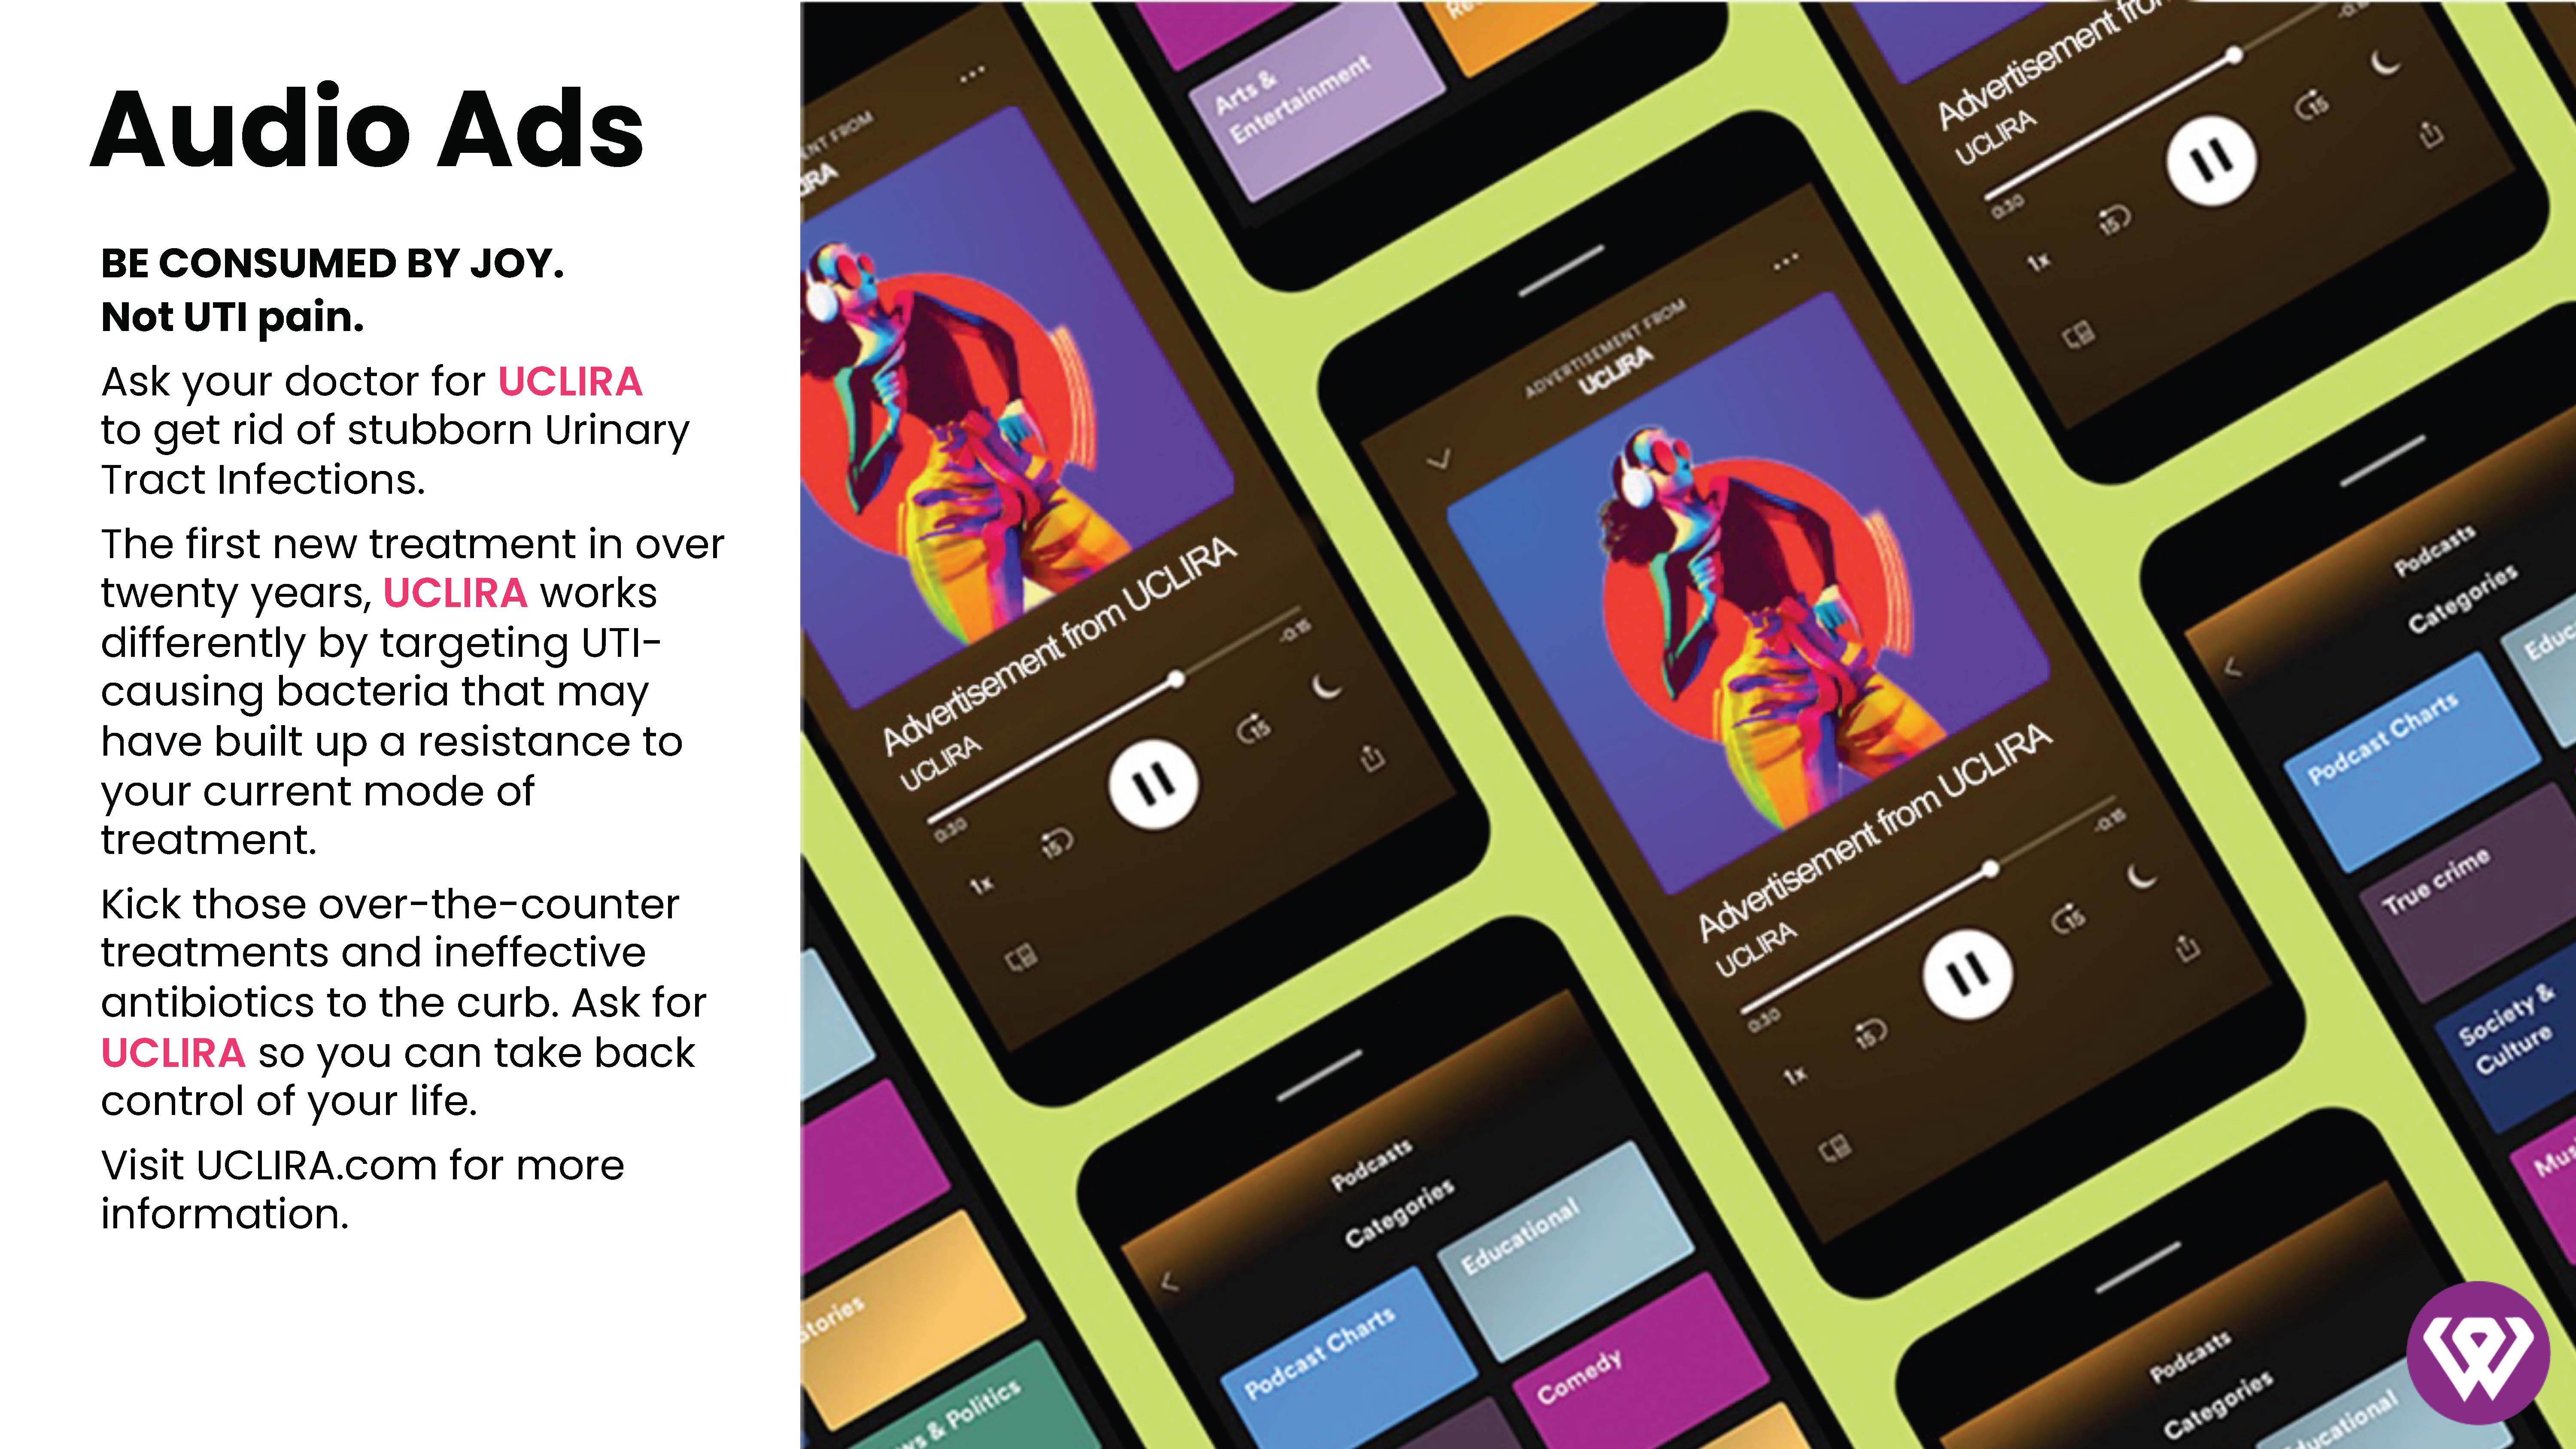 Audio Ads
BE CONSUMED BY JOY.
Not UTI pain.
Ask your doctor for UCLIRA
to get rid of stubborn Urinary
Tract Infections.
The first new treatment in over
twenty years, UCLIRA works
differently by targeting UTI-
causing bacteria that may
have built up a resistance to
your current mode of
treatment.
Kick those over-the-counter
treatments and ineffective
antibiotics to the curb. Ask for
UCLIRA so you can take back
control of your life.
Visit UCLIRA.com for more
information.
Advertisement from UCLIRA
UCLIRA
0:30
-0:15
15
15
1x
Stories
Arts &
Entertainment
ADVERTISEMENT FROM
UCLIRA
Advertisement from UCLIRA
UCLIRA
0:30
-0:15
15
15
1x
Podcasts
Categories
Podcast Charts
Educational
Comedy
& Politics
Advertisement
UCLIRA
0:30
15
15
1x
Podcasts
Categories
Podcast Charts
True crime
Society &
Culture
Podcasts
Categories